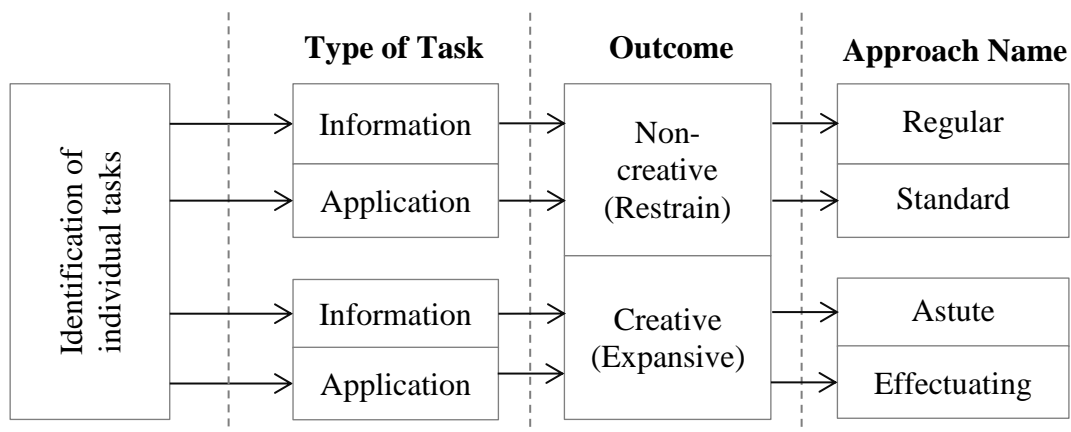 Type of Task
Outcome
Approach Name
Identification of
individual tasks
Information
Application
Information
Application
Non-
creative
(Restrain)
Creative
(Expansive)
Regular
Standard
Astute
Effectuating